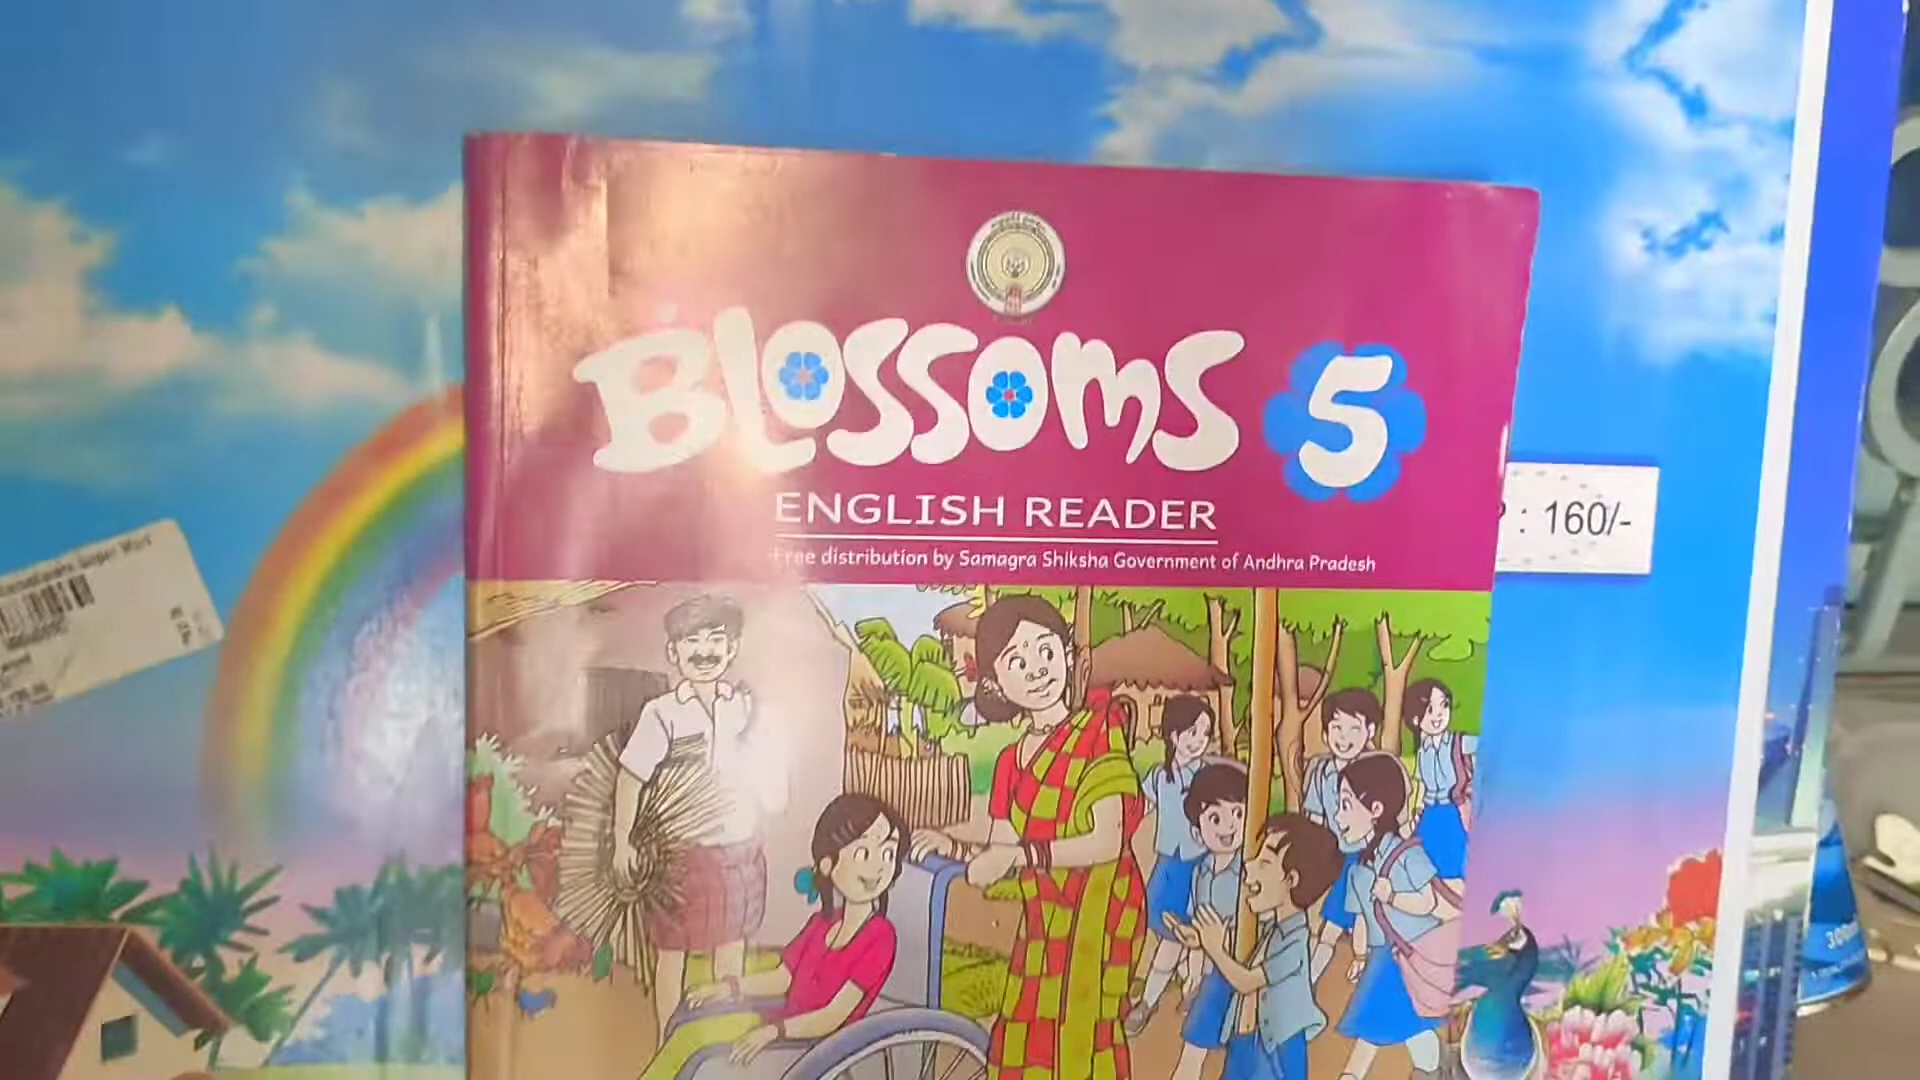 BLOSSOMS 5
ENGLISH READER
Free distribution by Samagra Shiksha Government of Andhra Pradesh
: 160/-